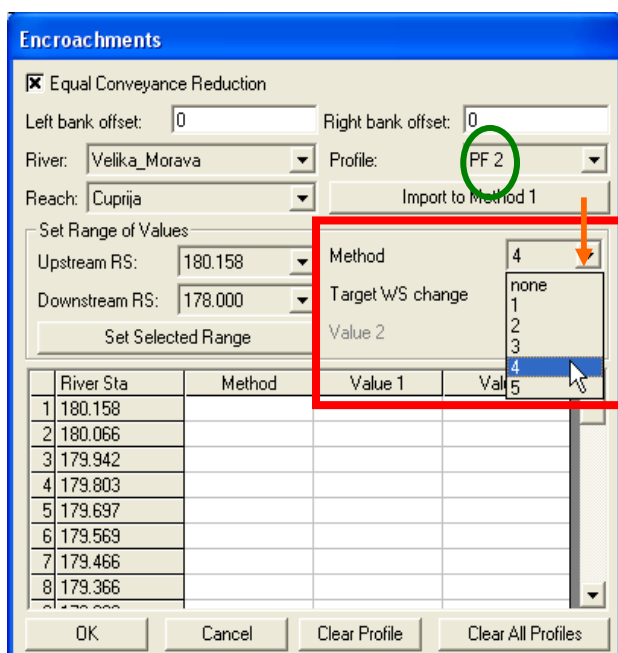 Encroachments
Equal Conveyance Reduction
Left bank offset: 0 Right bank offset: 0
River: Velika_Morava Profile: PF 2
Reach: Cuprija Import to Method 1
Set Range of Values
Upstream RS: 180.158 Method 4
Downstream RS: 178.000 Target WS change
Set Selected Range Value 2
none
1
2
3
4
5
River Sta Method Value 1 Val
1 180.158
2 180.066
3 179.942
4 179.803
5 179.697
6 179.569
7 179.466
8 179.366
OK Cancel Clear Profile Clear All Profiles